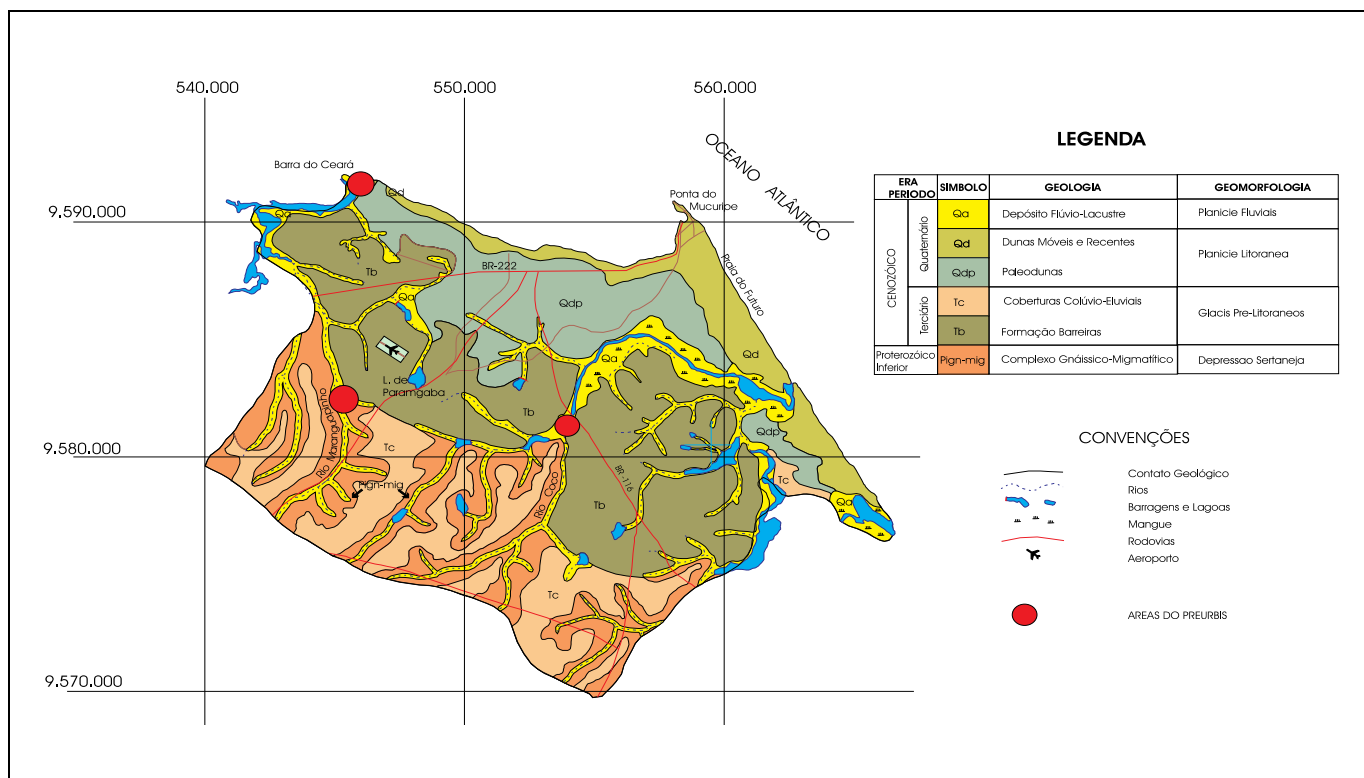 540.000
550.000
560.000
9.590.000
9.580.000
9.570.000
OCEANO ATLÂNTICO
Barra do Ceará
Ponta do
Mucuripe
Praia do Futuro
Qd
Qa
Tb
BR-222
Qa
Qdp
Qd
Qa
L. de
Paramgaba
Tb
Rio Maranguapinho
Tc
Pign-mig
Rio Coco
BR-116
Tb
Qdp
Tc
Qa
Tc
LEGENDA
ERA
PERIODO
SÍMBOLO
GEOLOGIA
GEOMORFOLOGIA
CENOZÓICO
Quaternário
Qa
Depósito Flúvio-Lacustre
Planicie Fluviais
Qd
Dunas Móveis e Recentes
Planicie Litoranea
Qdp
Paleodunas
Terciário
Tc
Coberturas Colúvio-Eluviais
Glacis Pre-Litoraneos
Tb
Formação Barreiras
Proterozóico
Inferior
Pign-mig
Complexo Gnáissico-Migmatítico
Depressao Sertaneja
CONVENÇÕES
Contato Geológico
Rios
Barragens e Lagoas
Mangue
Rodovias
Aeroporto
AREAS DO PREURBIS